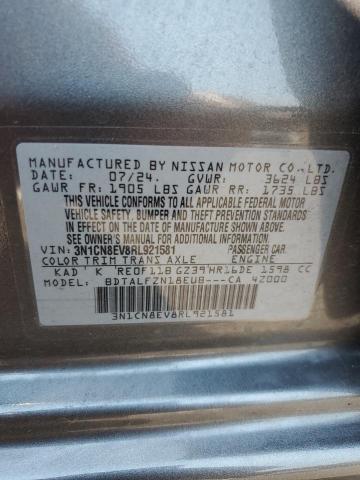 MANUFACTURED BY NISSAN MOTOR CO., LTD.
DATE: 07/24. GVWR: 3624 LBS
GAWR FR: 1905 LBS GAWR RR: 1735 LBS
THIS VEHICLE CONFORMS TO ALL APPLICABLE FEDERAL MOTOR
VEHICLE SAFETY, BUMPER AND THEFT PREVENTION STANDARDS
IN EFFECT ON THE DATE OF MANUFACTURE SHOWN ABOVE.
SEE OWNER'S MANUAL FOR ADDITIONAL INFORMATION
VIN: 3N1CN8EV8RL921581 PASSENGER CAR
COLOR TRIM TRANS AXLE ENGINE
KAD K RE0F11B GZ39 HR16DE 1598 CC
BDTALFZN18EUB---CA 42000
3N1CN8EV8RL921581